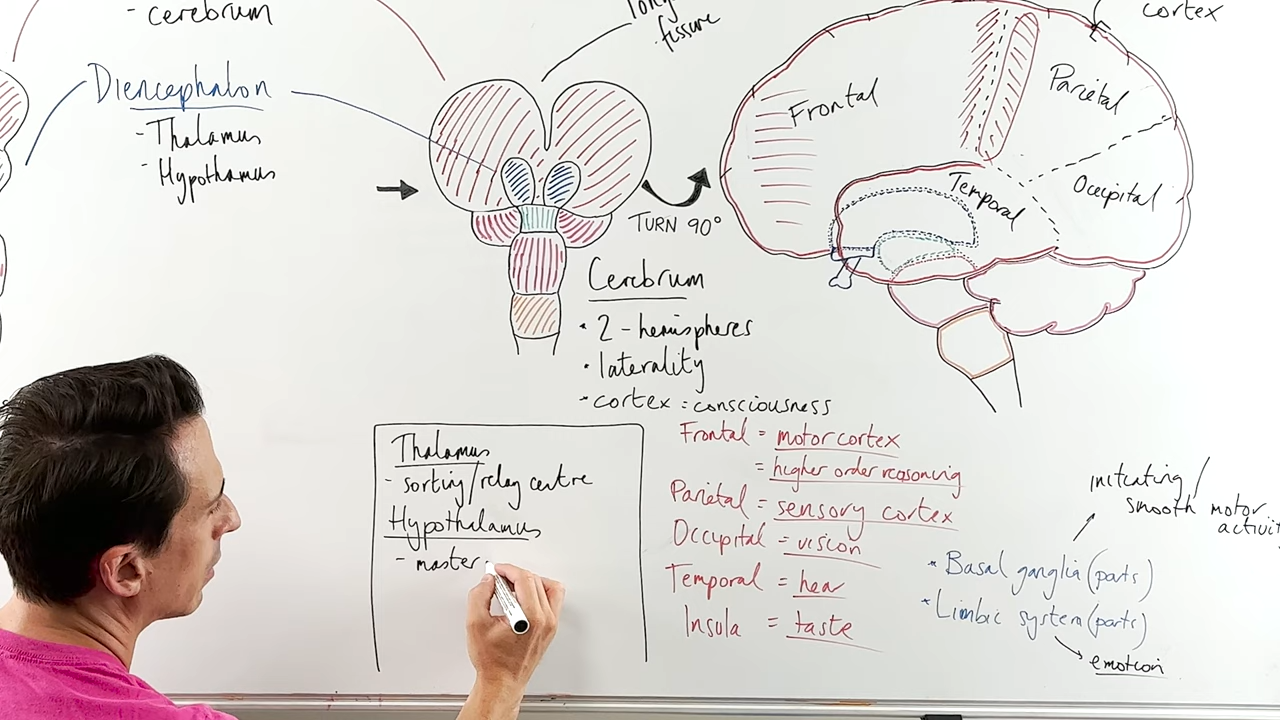 - cerebrum
Diencephalon
- Thalamus
- Hypothamus
fissure
TURN 90°
cortex
Frontal
Parietal
Temporal
Occipital
Cerebrum
• 2 - hemispheres
• laterality
• cortex = consciousness
Thalamus
- sorting/relay centre
Hypothalamus
- master
Frontal = motor cortex
= higher order reasoning
Parietal = sensory cortex
Occipital = vision
Temporal = hear
Insula = taste
initiating/
smooth motor
* Basal ganglia (parts)
* Limbic system (parts)
emotion